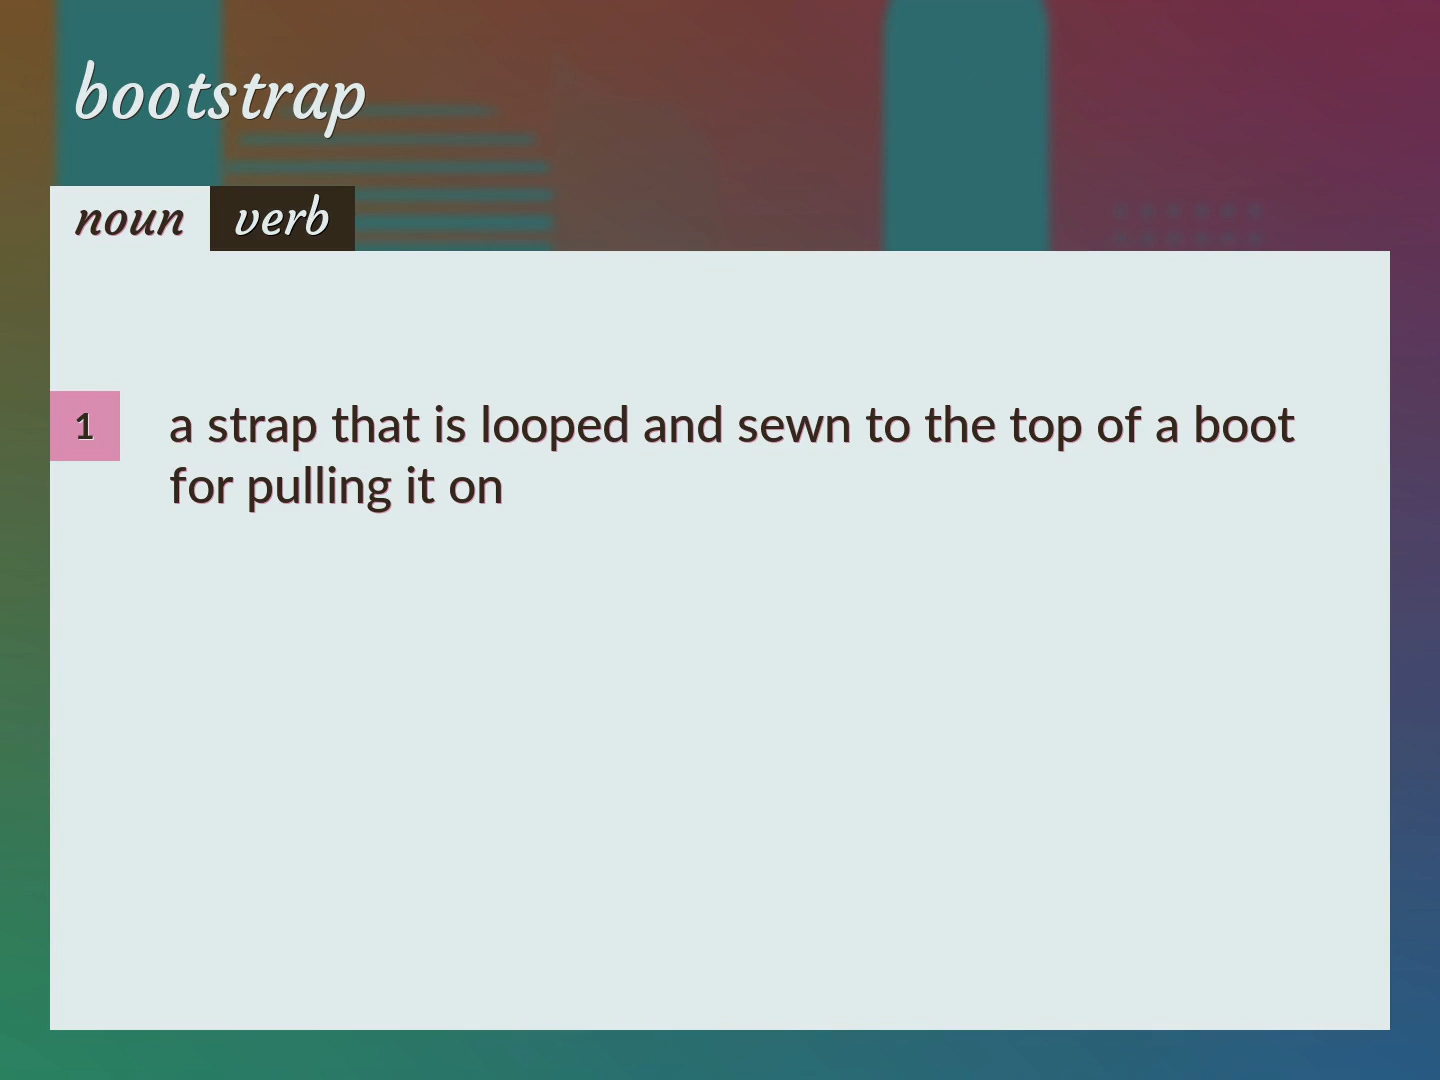 bootstrap
noun verb
1 a strap that is looped and sewn to the top of a boot
for pulling it on